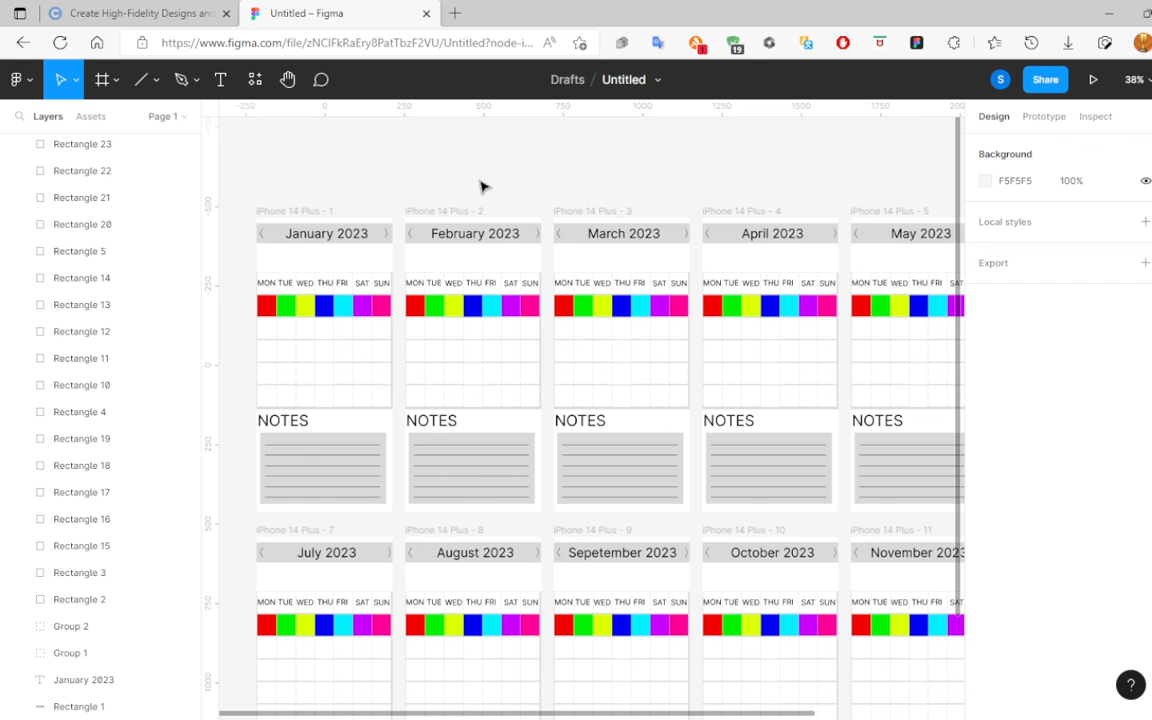 Create High-Fidelity Designs and
Untitled – Figma
https://www.figma.com/file/zNCIFkRaEry8PatTbzF2VU/Untitled?node-i...
1
19
Drafts / Untitled
S
Share
38%
Layers
Assets
Page 1
-250
0
250
500
750
1000
1250
1500
1750
200
Design
Prototype
Inspect
Background
F5F5F5
100%
Local styles
Export
Rectangle 23
Rectangle 22
Rectangle 21
Rectangle 20
Rectangle 5
Rectangle 14
Rectangle 13
Rectangle 12
Rectangle 11
Rectangle 10
Rectangle 4
Rectangle 19
Rectangle 18
Rectangle 17
Rectangle 16
Rectangle 15
Rectangle 3
Rectangle 2
Group 2
Group 1
January 2023
Rectangle 1
-500
-250
0
250
500
750
1000
iPhone 14 Plus - 1
iPhone 14 Plus - 2
iPhone 14 Plus - 3
iPhone 14 Plus - 4
iPhone 14 Plus - 5
January 2023
February 2023
March 2023
April 2023
May 2023
MON TUE WED THU FRI SAT SUN
MON TUE WED THU FRI SAT SUN
MON TUE WED THU FRI SAT SUN
MON TUE WED THU FRI SAT SUN
MON TUE WED THU FRI SAT
NOTES
NOTES
NOTES
NOTES
NOTES
iPhone 14 Plus - 7
iPhone 14 Plus - 8
iPhone 14 Plus - 9
iPhone 14 Plus - 10
iPhone 14 Plus - 11
July 2023
August 2023
Sepetember 2023
October 2023
November 2023
MON TUE WED THU FRI SAT SUN
MON TUE WED THU FRI SAT SUN
MON TUE WED THU FRI SAT SUN
MON TUE WED THU FRI SAT SUN
MON TUE WED THU FRI SAT
?